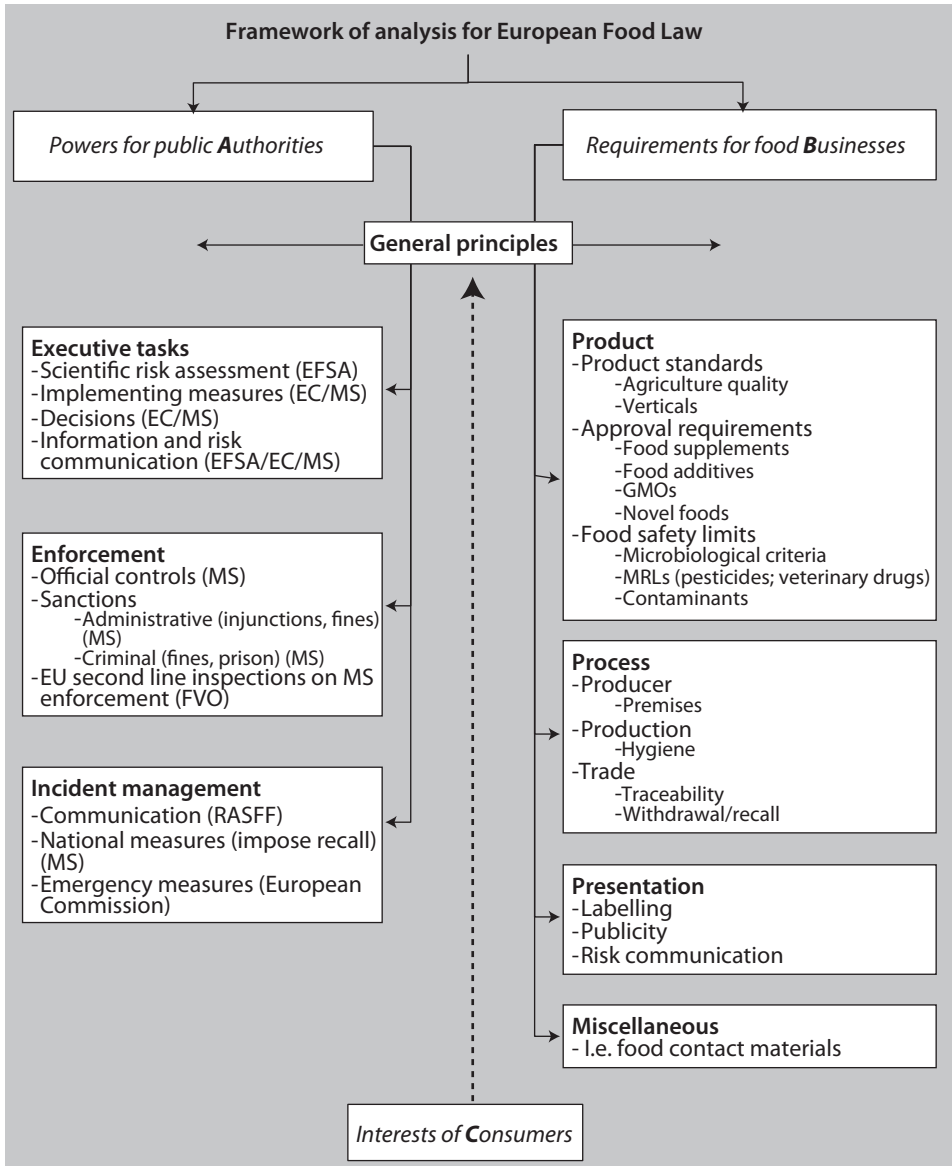 Framework of analysis for European Food Law
Powers for public Authorities
Requirements for food Businesses
General principles
Executive tasks
-Scientific risk assessment (EFSA)
-Implementing measures (EC/MS)
-Decisions (EC/MS)
-Information and risk
communication (EFSA/EC/MS)
Enforcement
-Official controls (MS)
-Sanctions
-Administrative (injunctions, fines)
(MS)
-Criminal (fines, prison) (MS)
-EU second line inspections on MS
enforcement (FVO)
Incident management
-Communication (RASFF)
-National measures (impose recall)
(MS)
-Emergency measures (European
Commission)
Product
-Product standards
-Agriculture quality
-Verticals
-Approval requirements
-Food supplements
-Food additives
-GMOs
-Novel foods
-Food safety limits
-Microbiological criteria
-MRLs (pesticides; veterinary drugs)
-Contaminants
Process
-Producer
-Premises
-Production
-Hygiene
-Trade
-Traceability
-Withdrawal/recall
Presentation
-Labelling
-Publicity
-Risk communication
Miscellaneous
- I.e. food contact materials
Interests of Consumers